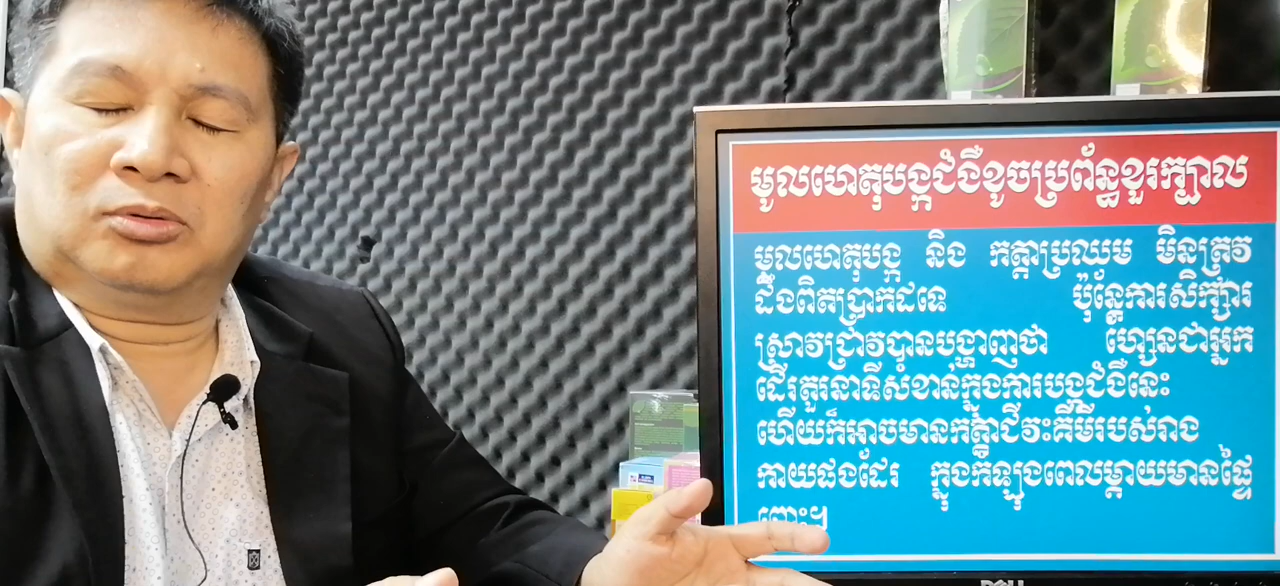 មូលហេតុបង្កជំងឺខូចប្រព័ន្ធខួរក្បាល
មូលហេតុបង្ក និង កត្តាប្រឈម មិនត្រូវ
ដឹងពិតប្រាកដទេ ប៉ុន្តែការសិក្សារ
ស្រាវជ្រាវបានបង្ហាញថា ហ្សែនជាអ្នក
ដើរតួរនាទីសំខាន់ក្នុងការបង្កជំងឺនេះ
ហើយក៏អាចមានកត្តាជីវះគីមីរបស់រាង
កាយផងដែរ ក្នុងកំឡុងពេលម្តាយមានផ្ទៃ
ពោះ។